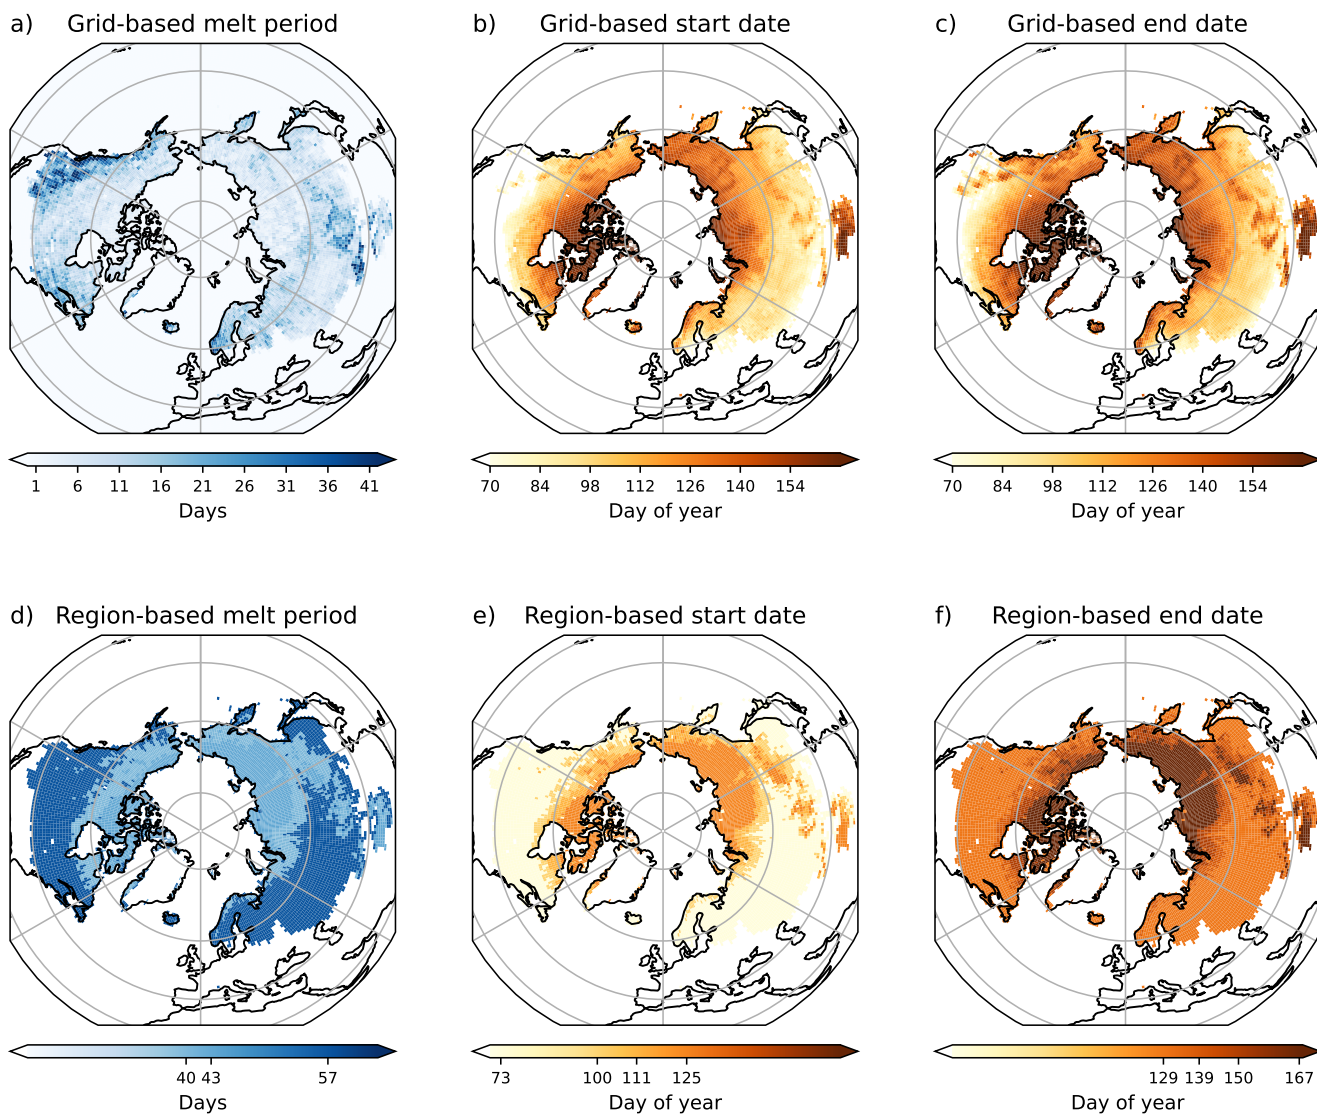 a) Grid-based melt period
b) Grid-based start date
c) Grid-based end date
1 6 11 16 21 26 31 36 41
Days
70 84 98 112 126 140 154
Day of year
70 84 98 112 126 140 154
Day of year
d) Region-based melt period
e) Region-based start date
f) Region-based end date
40 43 57
Days
73 100 111 125
Day of year
129 139 150 167
Day of year